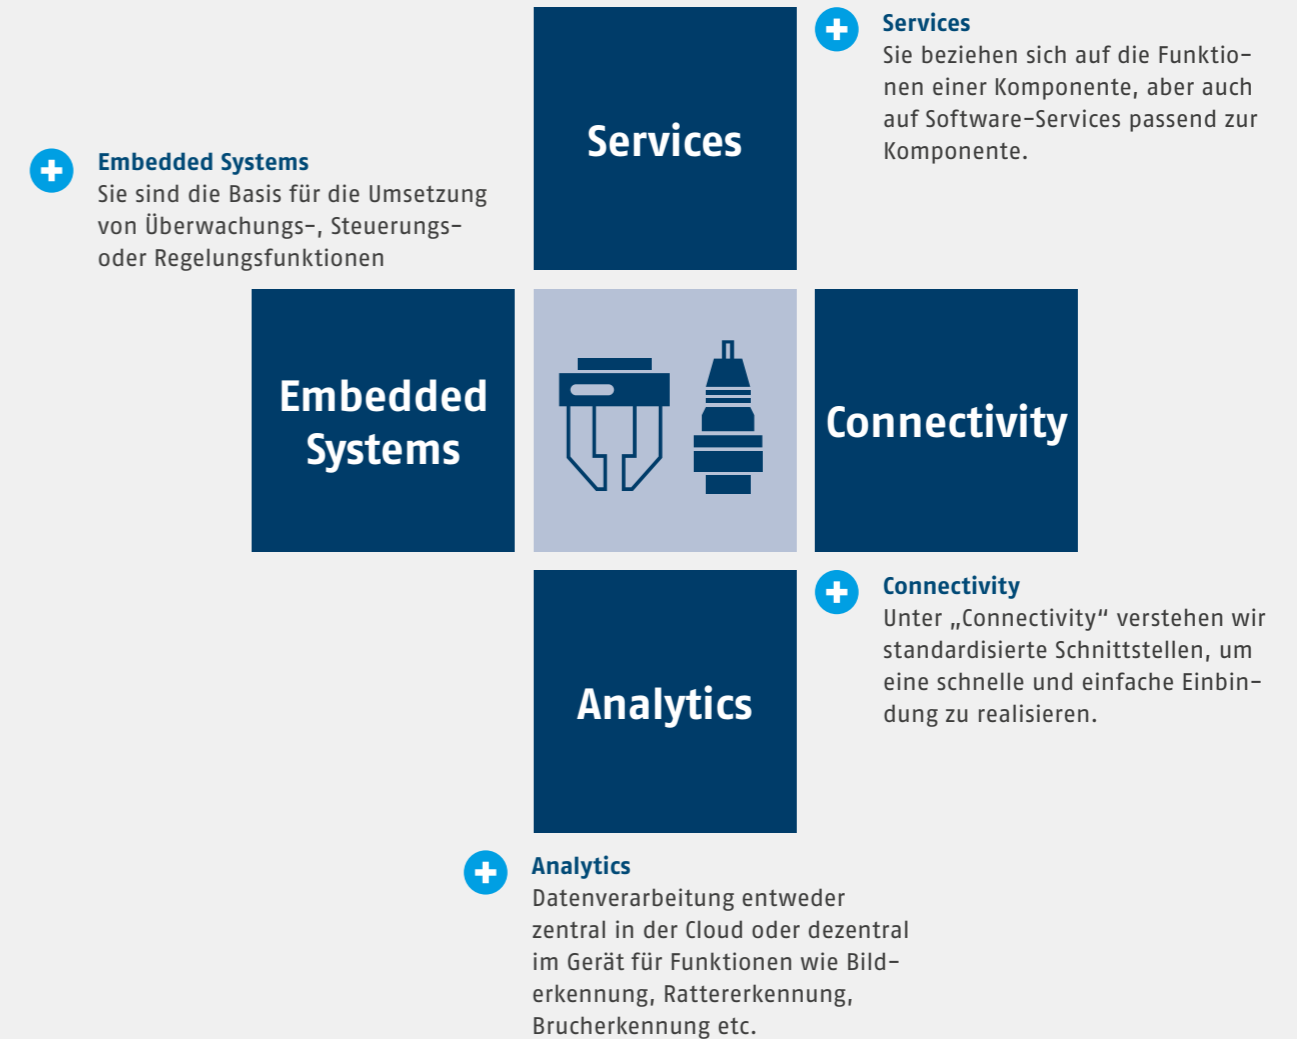 Services
Services
Sie beziehen sich auf die Funktio-
nen einer Komponente, aber auch
auf Software-Services passend zur
Komponente.
Embedded Systems
Sie sind die Basis für die Umsetzung
von Überwachungs-, Steuerungs-
oder Regelungsfunktionen
Embedded
Systems
Connectivity
Connectivity
Unter „Connectivity“ verstehen wir
standardisierte Schnittstellen, um
eine schnelle und einfache Einbin-
dung zu realisieren.
Analytics
Analytics
Datenverarbeitung entweder
zentral in der Cloud oder dezentral
im Gerät für Funktionen wie Bild-
erkennung, Rattererkennung,
Brucherkennung etc.